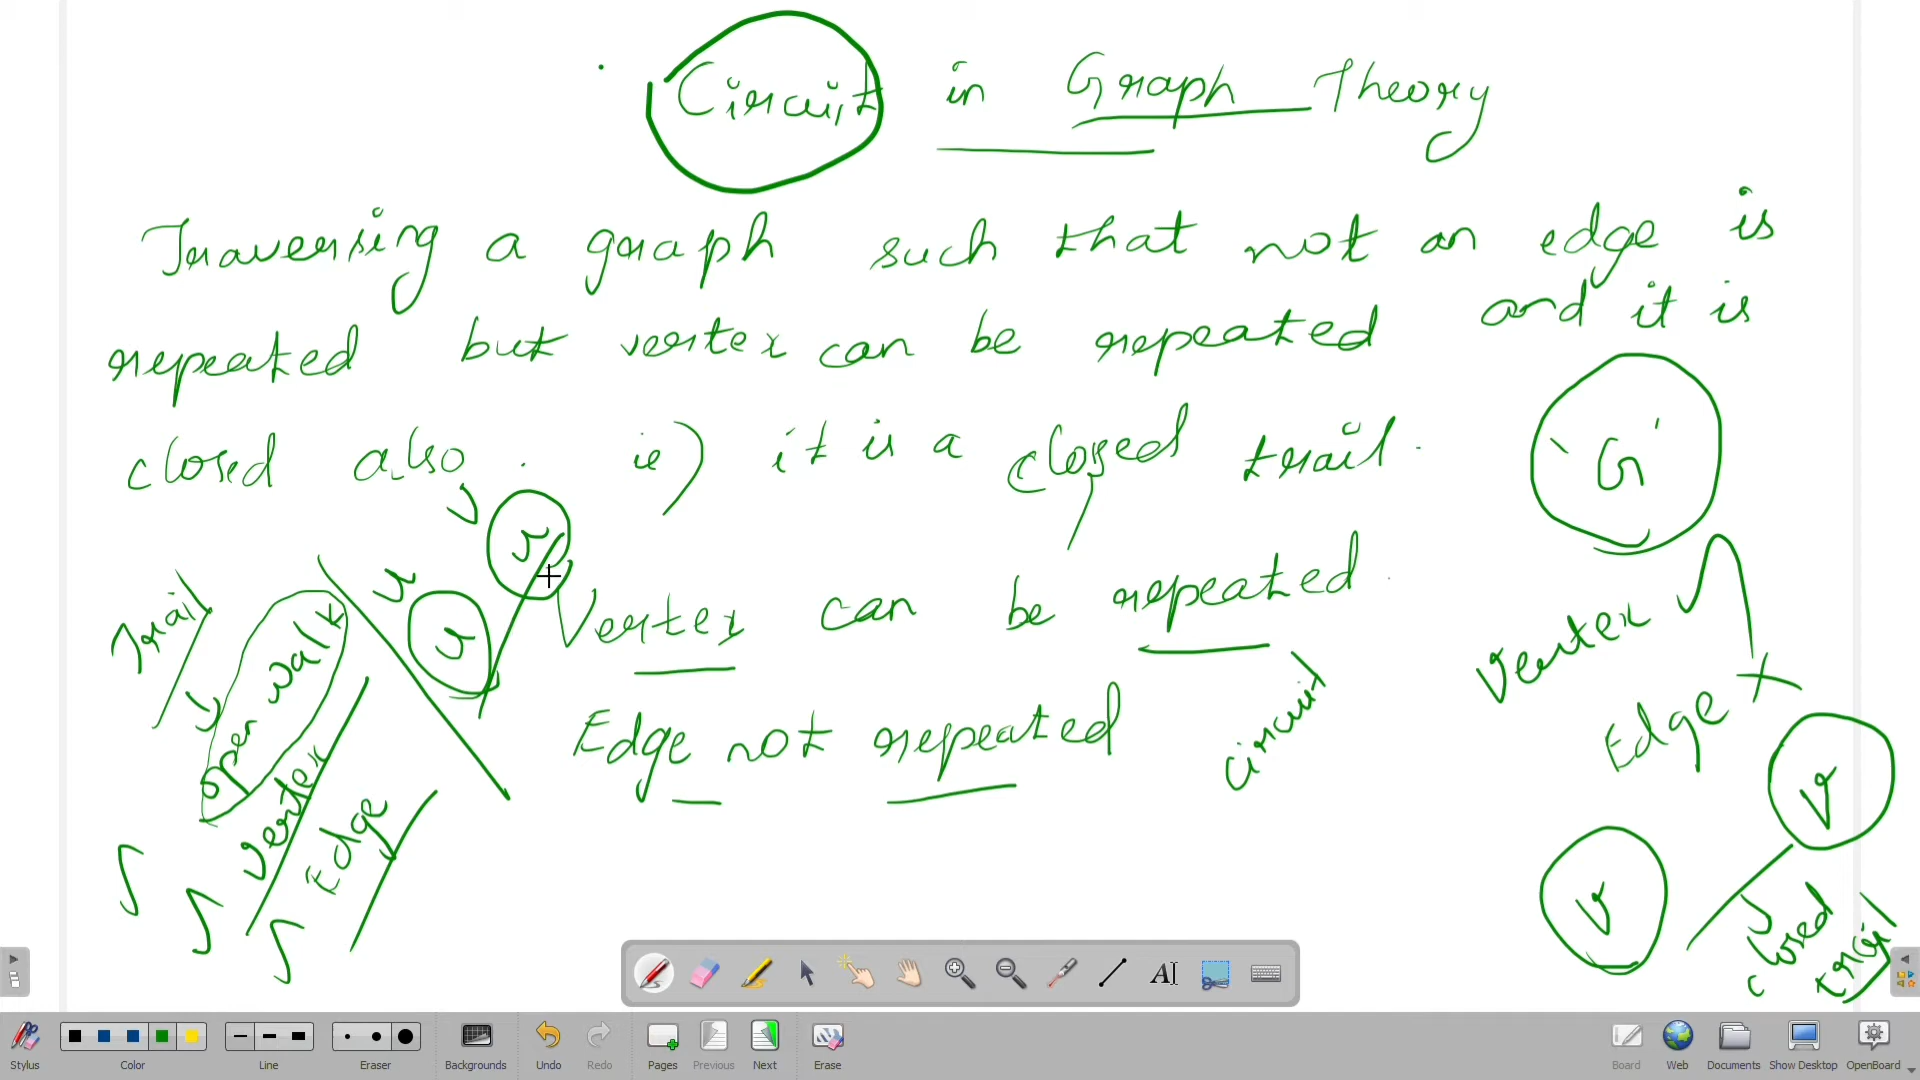 Circuit in Graph Theory
Traversing a graph such that not an edge is
repeated but vertex can be repeated and it is
closed also. ie) it is a closed trail.
'G'
Vertex can be repeated
Edge not repeated
Trail
open walk
vertex
Edge
circuit
Vertex
Edge
v
v
closed
trail
Stylus
Color
Line
Eraser
Backgrounds
Undo
Redo
Pages
Previous
Next
Erase
Board
Web
Documents
Show Desktop
OpenBoard